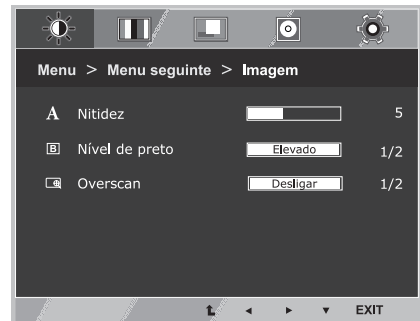 Menu > Menu seguinte > Imagem
A Nitidez 5
B Nível de preto Elevado 1/2
Overscan Desligar 1/2
EXIT